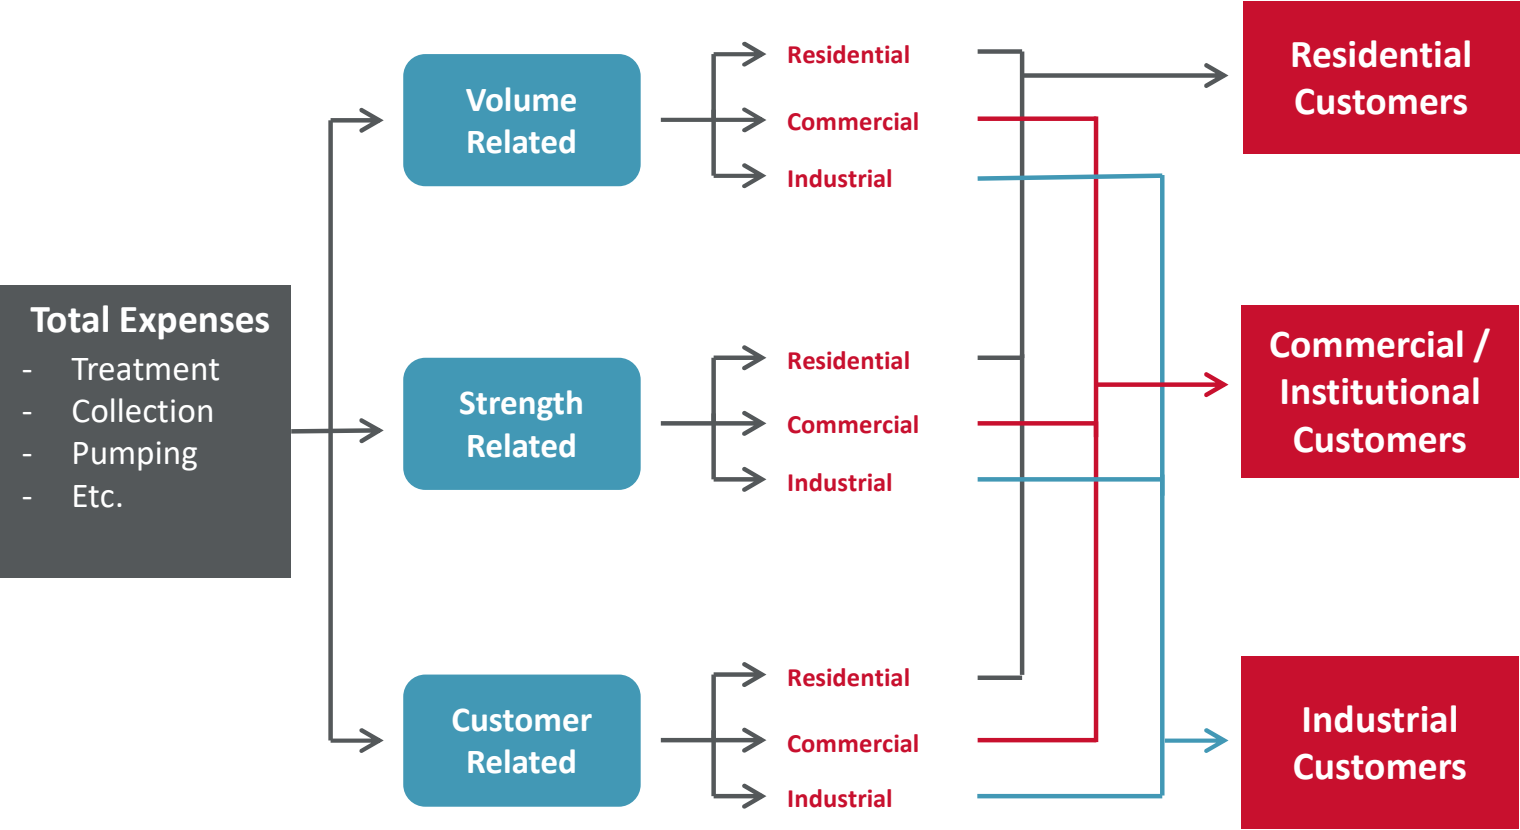 Total Expenses
- Treatment
- Collection
- Pumping
- Etc.
Volume
Related
Residential
Commercial
Industrial
Strength
Related
Residential
Commercial
Industrial
Customer
Related
Residential
Commercial
Industrial
Residential
Customers
Commercial /
Institutional
Customers
Industrial
Customers